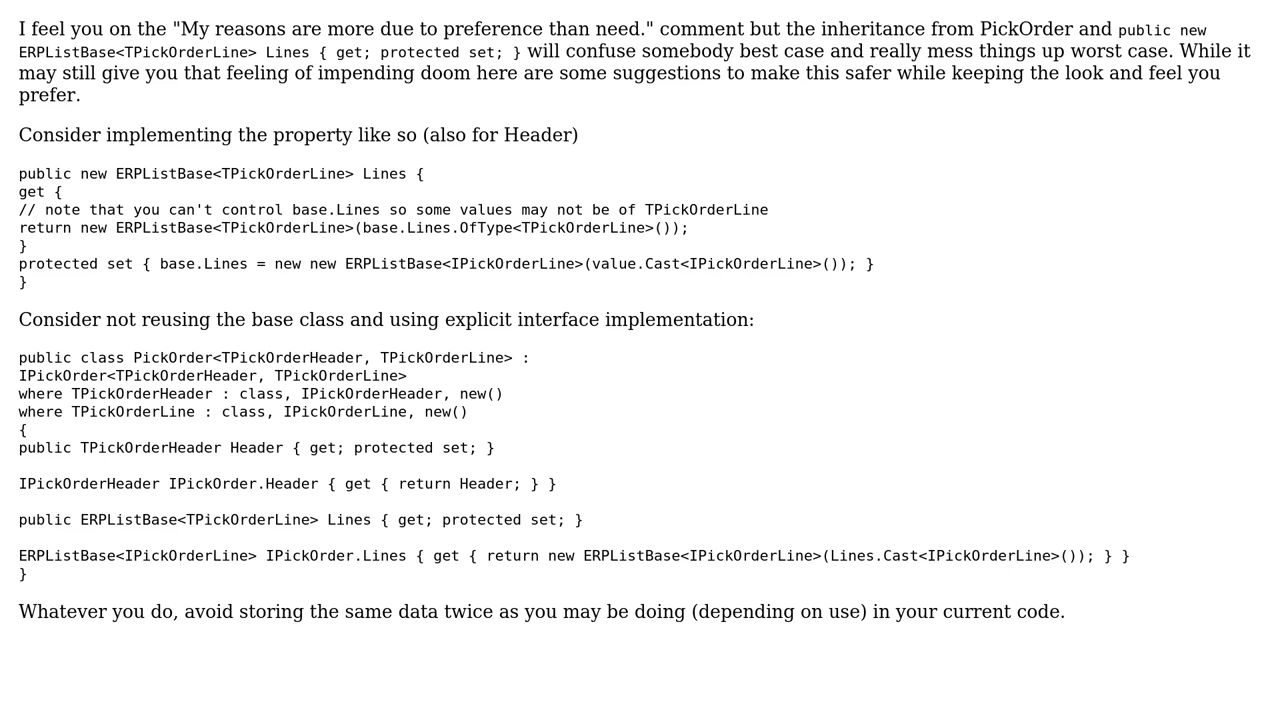 I feel you on the "My reasons are more due to preference than need." comment but the inheritance from PickOrder and public new
ERPListBase<TPickOrderLine> Lines { get; protected set; } will confuse somebody best case and really mess things up worst case. While it
may still give you that feeling of impending doom here are some suggestions to make this safer while keeping the look and feel you
prefer.
Consider implementing the property like so (also for Header)
public new ERPListBase<TPickOrderLine> Lines {
get {
// note that you can't control base.Lines so some values may not be of TPickOrderLine
return new ERPListBase<TPickOrderLine>(base.Lines.OfType<TPickOrderLine>());
}
protected set { base.Lines = new new ERPListBase<IPickOrderLine>(value.Cast<IPickOrderLine>()); }
}
Consider not reusing the base class and using explicit interface implementation:
public class PickOrder<TPickOrderHeader, TPickOrderLine> :
IPickOrder<TPickOrderHeader, TPickOrderLine>
where TPickOrderHeader : class, IPickOrderHeader, new()
where TPickOrderLine : class, IPickOrderLine, new()
{
public TPickOrderHeader Header { get; protected set; }
IPickOrderHeader IPickOrder.Header { get { return Header; } }
public ERPListBase<TPickOrderLine> Lines { get; protected set; }
ERPListBase<IPickOrderLine> IPickOrder.Lines { get { return new ERPListBase<IPickOrderLine>(Lines.Cast<IPickOrderLine>()); } }
}
Whatever you do, avoid storing the same data twice as you may be doing (depending on use) in your current code.